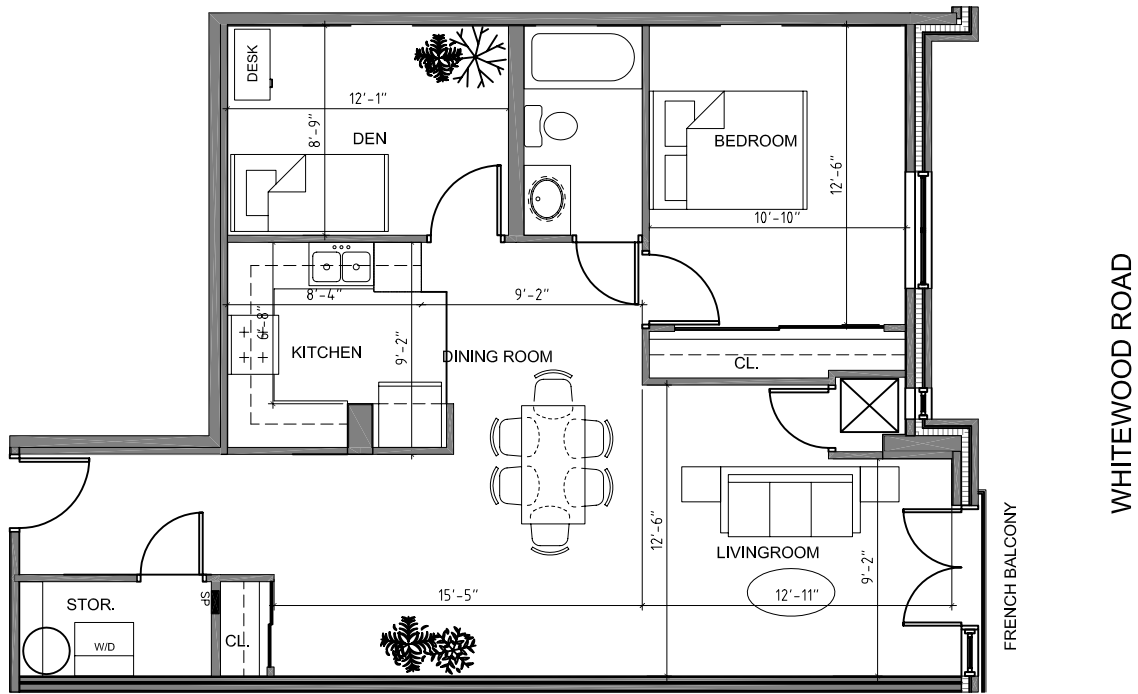 DESK
12'-1"
8'-9"
DEN
BEDROOM
12'-6"
10'-10"
8'-4"
9'-2"
6'-8"
KITCHEN
9'-2"
DINING ROOM
CL.
WHITEWOOD ROAD
12'-6"
LIVINGROOM
9'-2"
FRENCH BALCONY
15'-5"
12'-11"
STOR.
SP
W/D
CL.